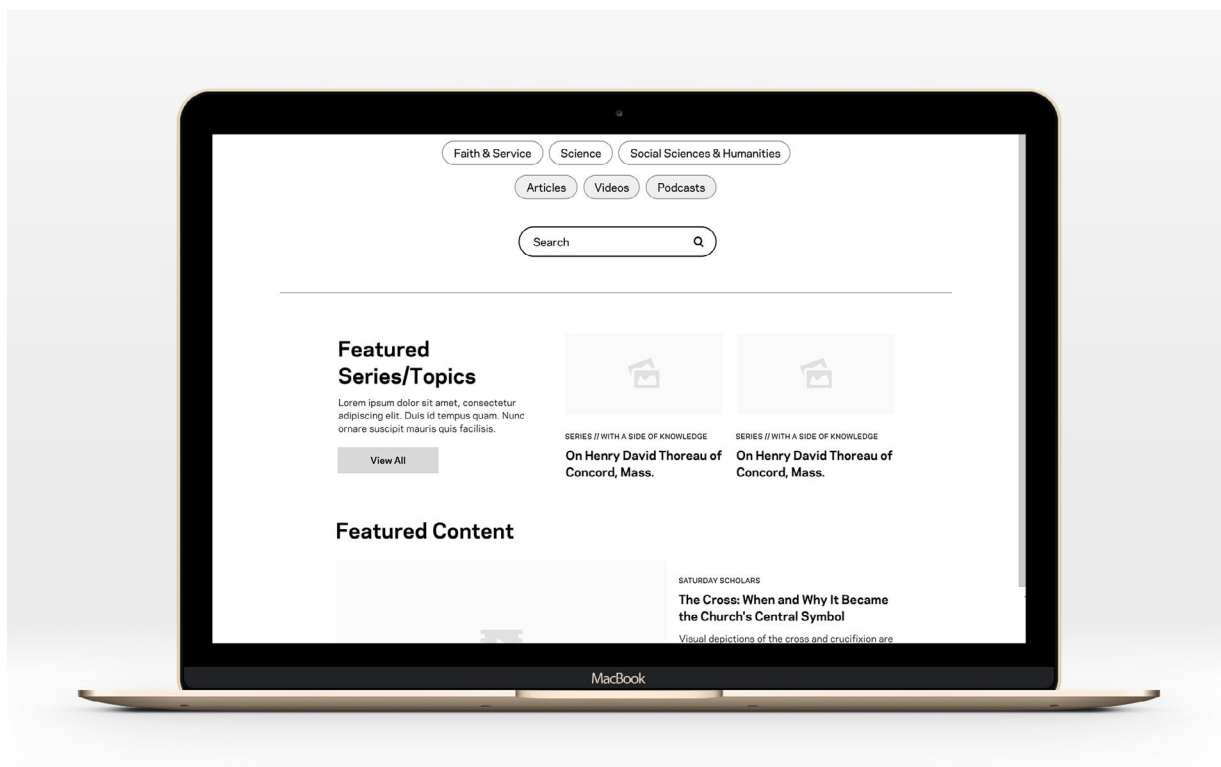 Faith & Service Science Social Sciences & Humanities
Articles Videos Podcasts
Search
Featured
Series/Topics
Lorem ipsum dolor sit amet, consectetur
adipiscing elit. Duis id tempus quam. Nunc
ornare suscipit mauris quis facilisis.
View All
SERIES // WITH A SIDE OF KNOWLEDGE
On Henry David Thoreau of
Concord, Mass.
SERIES // WITH A SIDE OF KNOWLEDGE
On Henry David Thoreau of
Concord, Mass.
Featured Content
SATURDAY SCHOLARS
The Cross: When and Why It Became
the Church's Central Symbol
Visual depictions of the cross and crucifixion are
MacBook